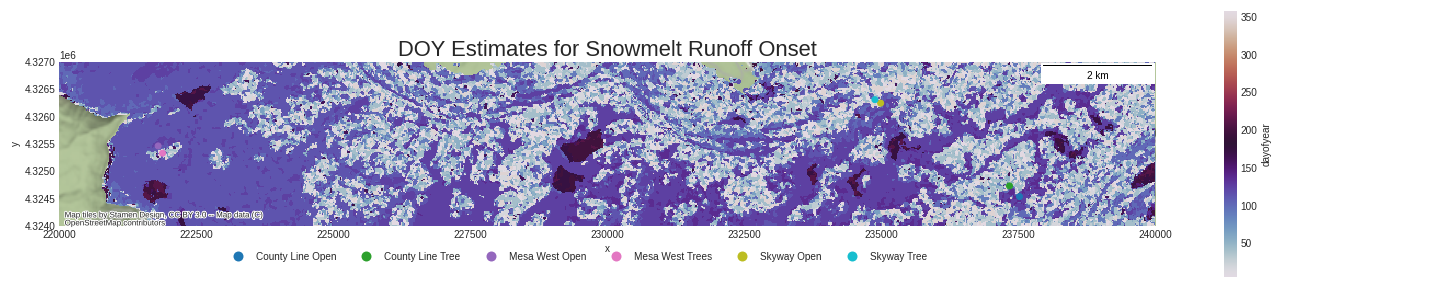 DOY Estimates for Snowmelt Runoff Onset
1e6
4.3270
4.3265
4.3260
4.3255
4.3250
4.3245
4.3240
y
2 km
Map tiles by Stamen Design, CC BY 3.0 -- Map data (C)
OpenStreetMap contributors
220000 222500 225000 227500 230000 232500 235000 237500 240000
x
County Line Open County Line Tree Mesa West Open Mesa West Trees Skyway Open Skyway Tree
350
300
250
200
150
100
50
dayofyear